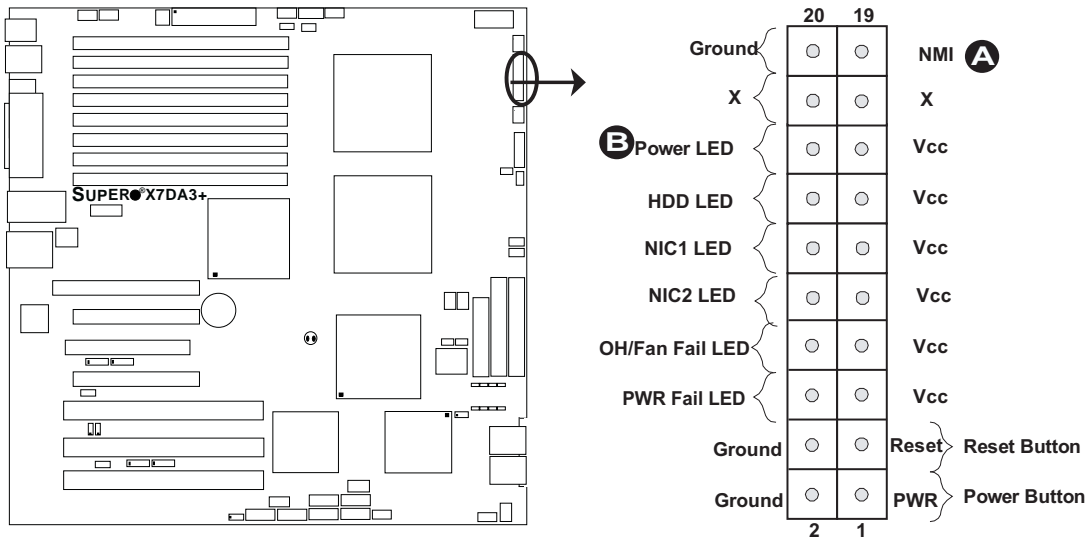 20 19
Ground NMI A
X X
B Power LED Vcc
SUPER®X7DA3+
HDD LED Vcc
NIC1 LED Vcc
NIC2 LED Vcc
OH/Fan Fail LED Vcc
PWR Fail LED Vcc
Ground Reset Reset Button
Ground PWR Power Button
2 1